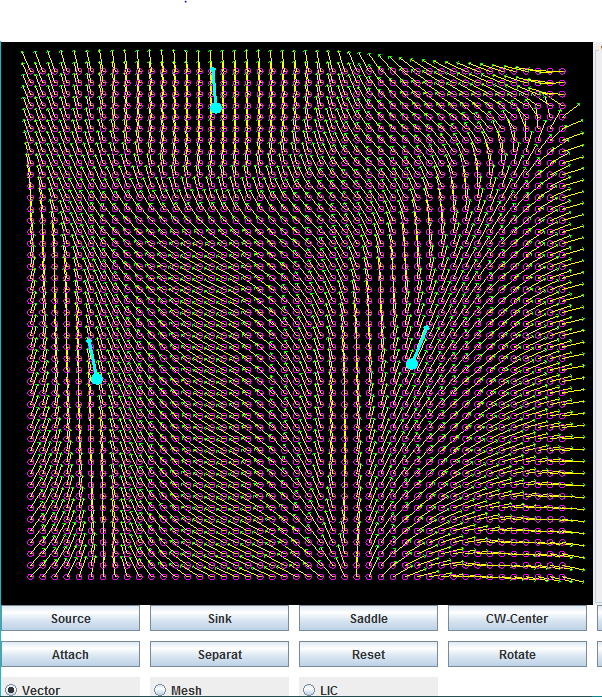 Source Sink Saddle CW-Center
Attach Separat Reset Rotate
Vector Mesh LIC